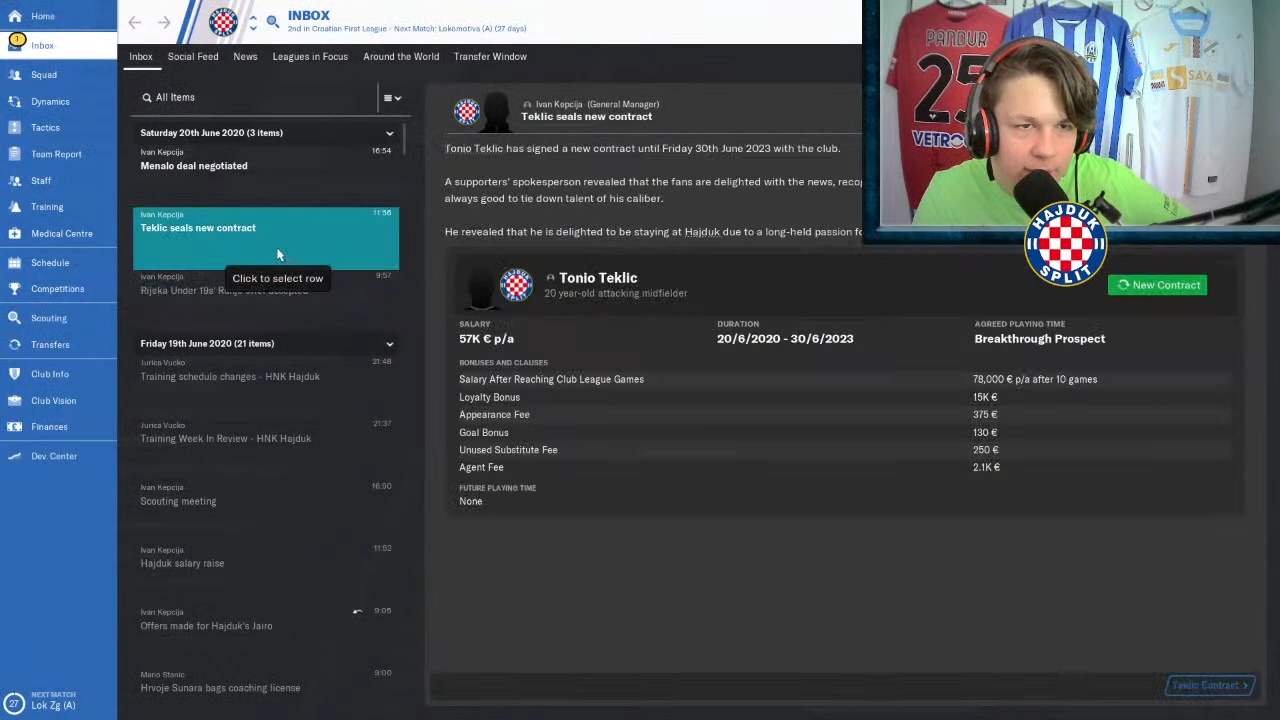 Home
1
Inbox
Squad
Dynamics
Tactics
Team Report
Staff
Training
Medical Centre
Schedule
Competitions
Scouting
Transfers
Club Info
Club Vision
Finances
Dev. Center
NEXT MATCH
27 Lok Zg (A)
INBOX
2nd in Croatian First League - Next Match: Lokomotiva (A) (27 days)
Inbox Social Feed News Leagues in Focus Around the World Transfer Window
All Items
Saturday 20th June 2020 (3 items)
Ivan Kepcija 16:54
Menalo deal negotiated
Ivan Kepcija 11:56
Teklic seals new contract
Click to select row
Ivan Kepcija 9:57
Rijeka Under 19s' accepted
Friday 19th June 2020 (21 items)
Jurica Vucko 21:48
Training schedule changes - HNK Hajduk
Jurica Vucko 21:37
Training Week In Review - HNK Hajduk
Ivan Kepcija 16:50
Scouting meeting
Ivan Kepcija 11:52
Hajduk salary raise
Ivan Kepcija 9:05
Offers made for Hajduk's Jairo
Mario Stanic 9:00
Hrvoje Sunara bags coaching license
Ivan Kepcija (General Manager)
Teklic seals new contract
Tonio Teklic has signed a new contract until Friday 30th June 2023 with the club.
A supporters' spokesperson revealed that the fans are delighted with the news,
always good to tie down talent of his caliber.
He revealed that he is delighted to be staying at Hajduk due to a long-held passion
Tonio Teklic
20 year-old attacking midfielder
New Contract
SALARY DURATION AGREED PLAYING TIME
57K € p/a 20/6/2020 - 30/6/2023 Breakthrough Prospect
BONUSES AND CLAUSES
Salary After Reaching Club League Games 78,000 € p/a after 10 games
Loyalty Bonus 15K €
Appearance Fee 375 €
Goal Bonus 130 €
Unused Substitute Fee 250 €
Agent Fee 2.1K €
FUTURE PLAYING TIME
None
Teklic Contract
PANDUR
25
VETRO
SAYA
HAJDUK
SPLIT